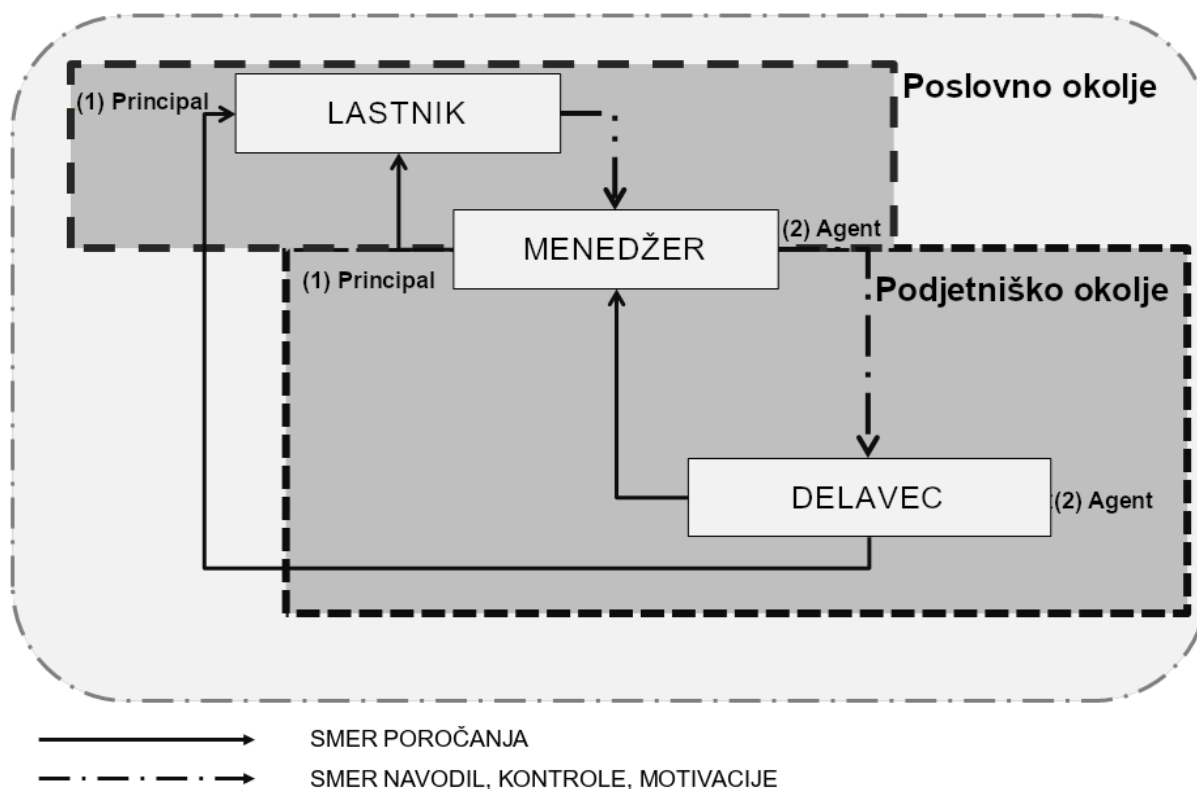 Poslovno okolje
(1) Principal
LASTNIK
MENEDŽER
(2) Agent
(1) Principal
Podjetniško okolje
DELAVEC
(2) Agent
SMER POROČANJA
SMER NAVODIL, KONTROLE, MOTIVACIJE